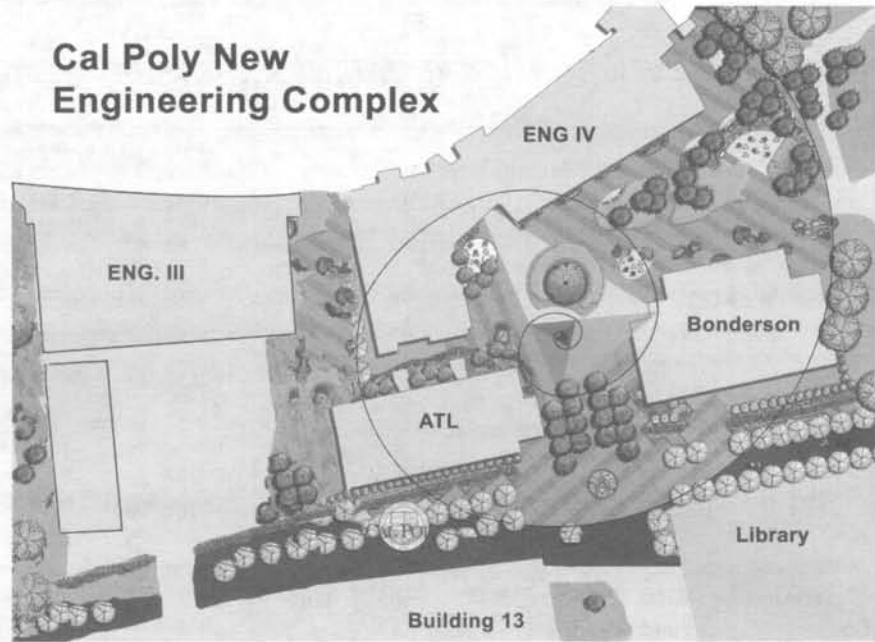 Cal Poly New
Engineering Complex
ENG IV
ENG. III
Bonderson
ATL
Library
Building 13